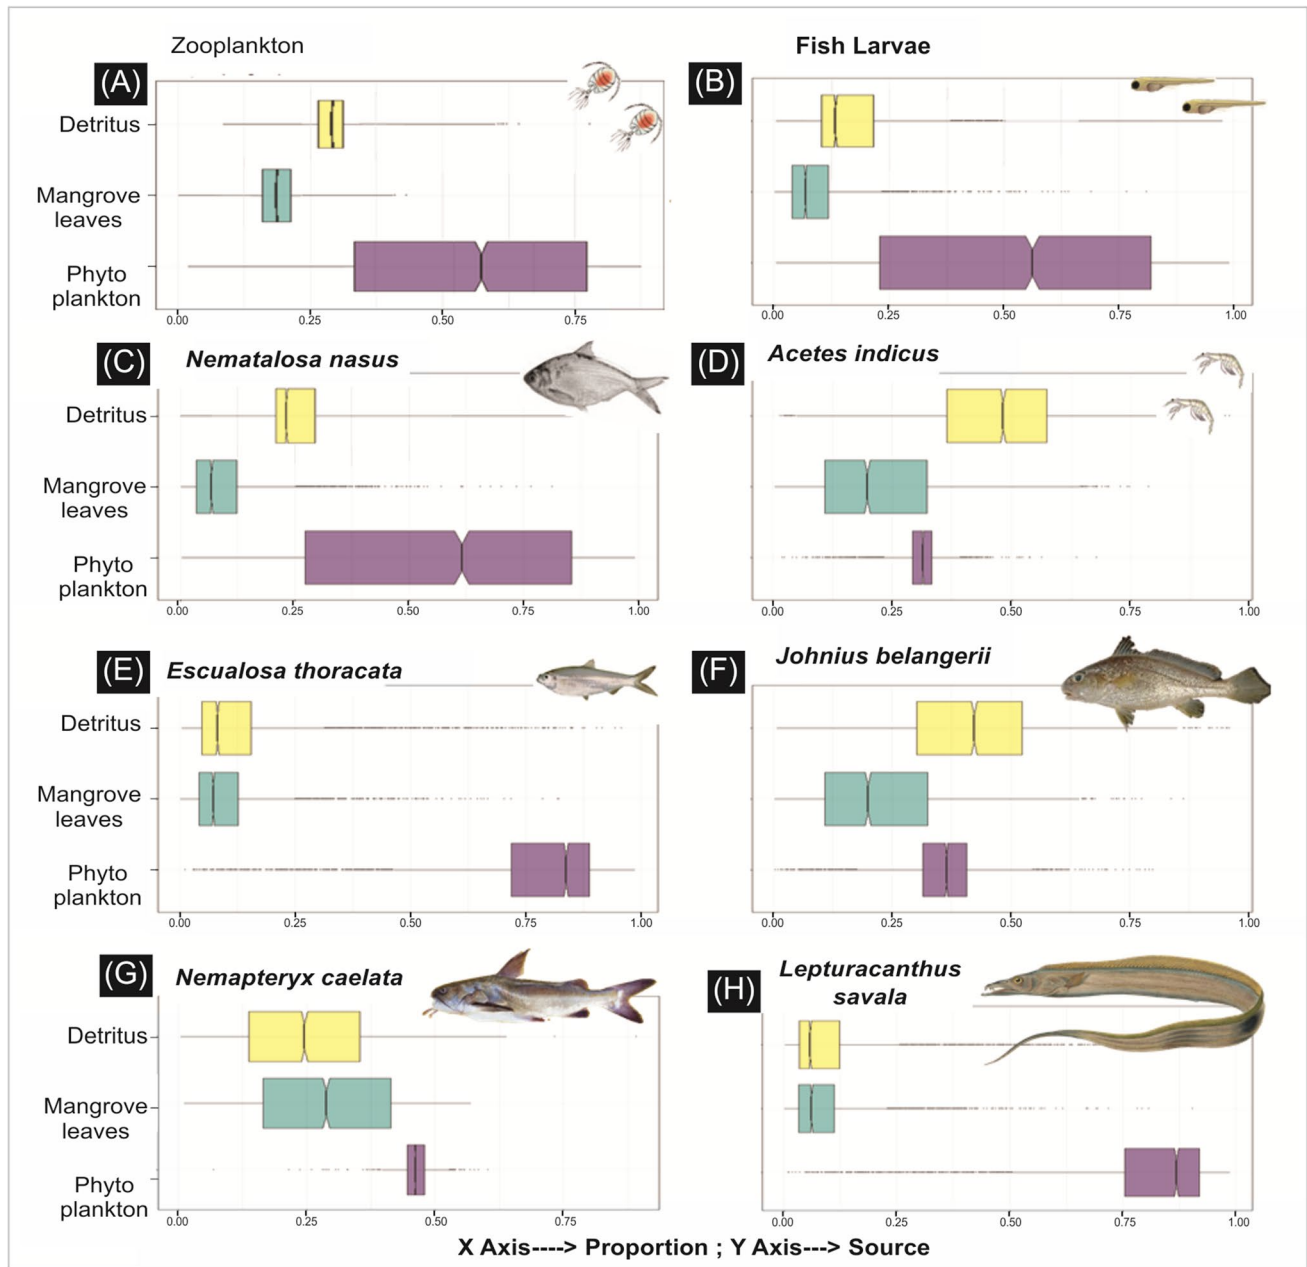 Zooplankton
Fish Larvae
(A)
Detritus
Mangrove
leaves
Phyto
plankton
0.00 0.25 0.50 0.75
(B)
0.00 0.25 0.50 0.75 1.00
(C)
Nematalosa nasus
Detritus
Mangrove
leaves
Phyto
plankton
0.00 0.25 0.50 0.75 1.00
(D)
Acetes indicus
0.00 0.25 0.50 0.75 1.00
(E)
Escualosa thoracata
Detritus
Mangrove
leaves
Phyto
plankton
0.00 0.25 0.50 0.75 1.00
(F)
Johnius belangerii
0.00 0.25 0.50 0.75 1.00
(G)
Nemapteryx caelata
Detritus
Mangrove
leaves
Phyto
plankton
0.00 0.25 0.50 0.75
(H)
Lepturacanthus
savala
0.00 0.25 0.50 0.75 1.00
X Axis----> Proportion ; Y Axis---> Source